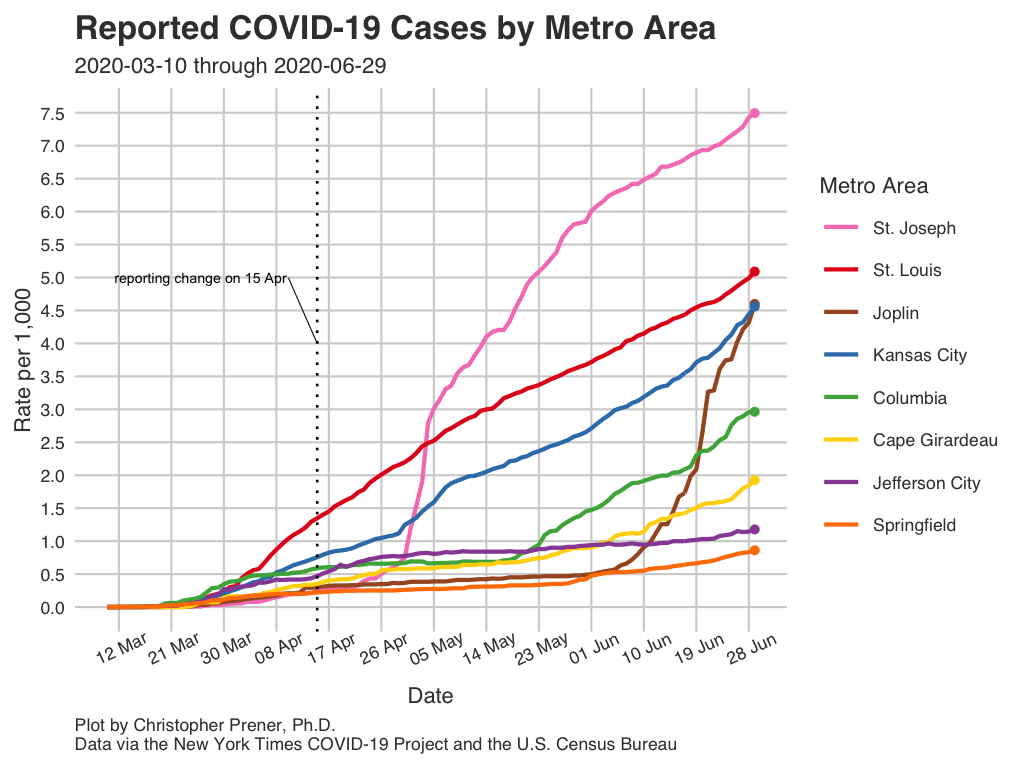 Reported COVID-19 Cases by Metro Area
2020-03-10 through 2020-06-29
Rate per 1,000
7.5
7.0
6.5
6.0
5.5
5.0
4.5
4.0
3.5
3.0
2.5
2.0
1.5
1.0
0.5
0.0
reporting change on 15 Apr
12 Mar
21 Mar
30 Mar
08 Apr
17 Apr
26 Apr
05 May
14 May
23 May
01 Jun
10 Jun
19 Jun
28 Jun
Date
Metro Area
St. Joseph
St. Louis
Joplin
Kansas City
Columbia
Cape Girardeau
Jefferson City
Springfield
Plot by Christopher Prener, Ph.D.
Data via the New York Times COVID-19 Project and the U.S. Census Bureau